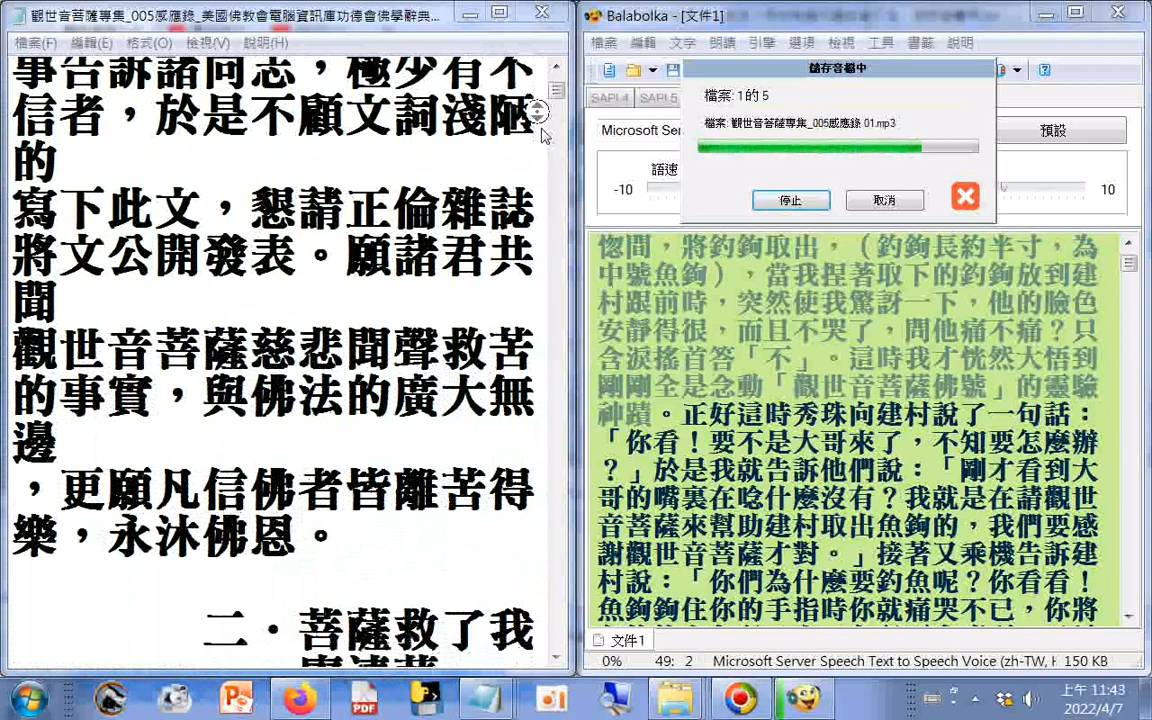 觀世音菩薩專集_005感應錄_美國佛教會電腦資訊庫功德會佛學辭典...
檔案(F) 編輯(E) 格式(O) 檢視(V) 說明(H)
事告訴諸同志，極少有不
信者，於是不顧文詞淺陋
的
寫下此文，懇請正倫雜誌
將文公開發表。願諸君共
聞
觀世音菩薩慈悲聞聲救苦
的事實，與佛法的廣大無
邊
，更願凡信佛者皆離苦得
樂，永沐佛恩。
二．菩薩救了我
Balabolka - [文件1]
檔案 編輯 文字 朗讀 引擎 選項 檢視 工具 書籤 說明
SAPI 4 SAPI 5
Microsoft Ser
預設
語速
-10
10
儲存音檔中
檔案: 1的 5
檔案: 觀世音菩薩專集_005感應錄 01.mp3
停止 取消
惚間，將釣鉤取出，（釣鉤長約半寸，為
中號魚鉤），當我捏著取下的釣鉤放到建
村跟前時，突然使我驚訝一下，他的臉色
安靜得很，而且不哭了，問他痛不痛？只
含淚搖首答「不」。這時我才恍然大悟到
剛剛全是念動「觀世音菩薩佛號」的靈驗
神蹟。正好這時秀珠向建村說了一句話：
「你看！要不是大哥來了，不知要怎麼辦
？」於是我就告訴他們說：「剛才看到大
哥的嘴裏在唸什麼沒有？我就是在請觀世
音菩薩來幫助建村取出魚鉤的，我們要感
謝觀世音菩薩才對。」接著又乘機告訴建
村說：「你們為什麼要釣魚呢？你看看！
魚鉤鉤住你的手指時你就痛哭不已，你將
文件1
0% 49: 2 Microsoft Server Speech Text to Speech Voice (zh-TW, H 150 KB
上午 11:43
2022/4/7